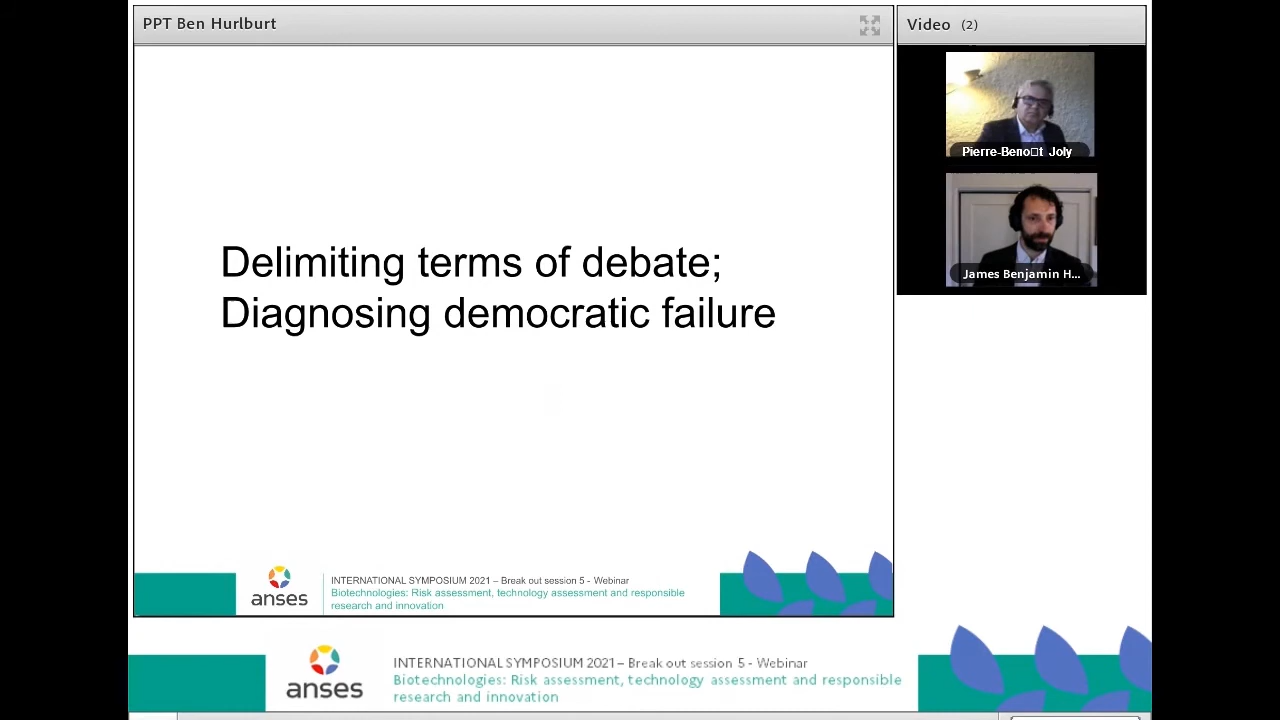 PPT Ben Hurlburt
Video (2)
Pierre-Beno□t Joly
James Benjamin H...
Delimiting terms of debate;
Diagnosing democratic failure
anses
INTERNATIONAL SYMPOSIUM 2021 – Break out session 5 - Webinar
Biotechnologies: Risk assessment, technology assessment and responsible
research and innovation
anses
INTERNATIONAL SYMPOSIUM 2021 – Break out session 5 - Webinar
Biotechnologies: Risk assessment, technology assessment and responsible
research and innovation